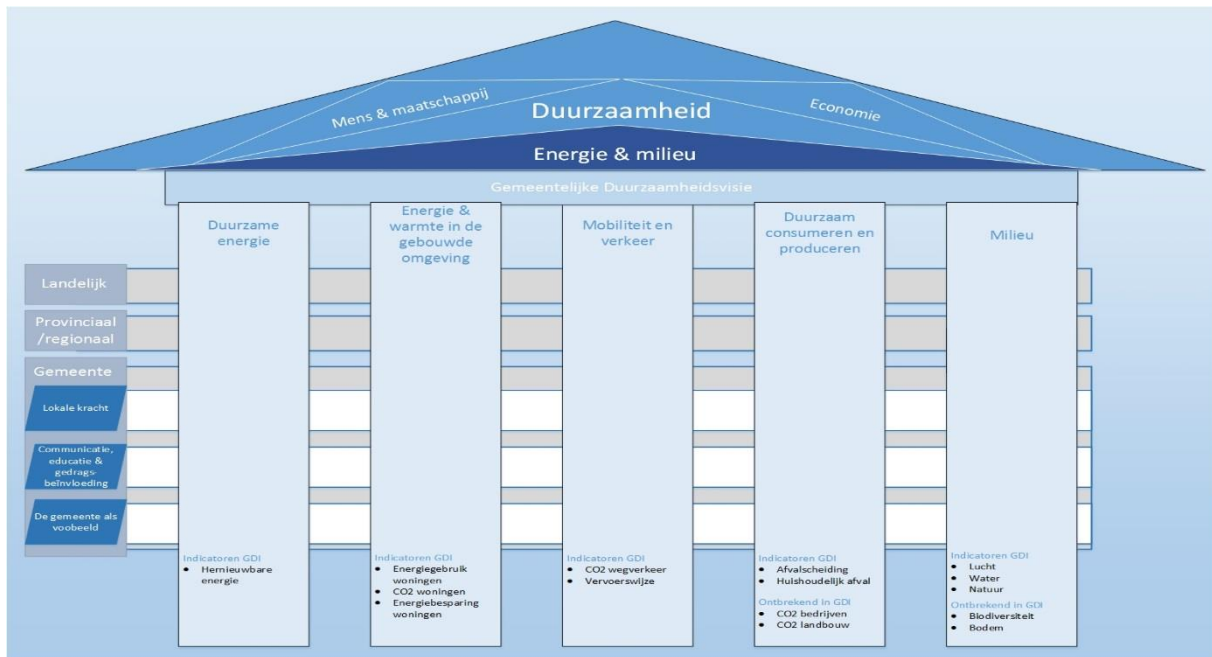 Mens & maatschappij
Duurzaamheid
Economie
Energie & milieu
Gemeentelijke Duurzaamheidsvisie
Duurzame
energie
Energie &
warmte in de
gebouwde
omgeving
Mobiliteit en
verkeer
Duurzaam
consumeren en
produceren
Milieu
Landelijk
Provinciaal
/regionaal
Gemeente
Lokale kracht
Communicatie,
educatie &
gedrags-
beïnvloeding
De gemeente als
voobeeld
Indicatoren GDI
• Hernieuwbare
energie
Indicatoren GDI
• Energiegebruik
woningen
• CO2 woningen
• Energiebesparing
woningen
Indicatoren GDI
• CO2 wegverkeer
• Vervoerswijze
Indicatoren GDI
• Afvalscheiding
• Huishoudelijk afval
Ontbrekend in GDI
• CO2 bedrijven
• CO2 landbouw
Indicatoren GDI
• Lucht
• Water
• Natuur
Ontbrekend in GDI
• Biodiversiteit
• Bodem